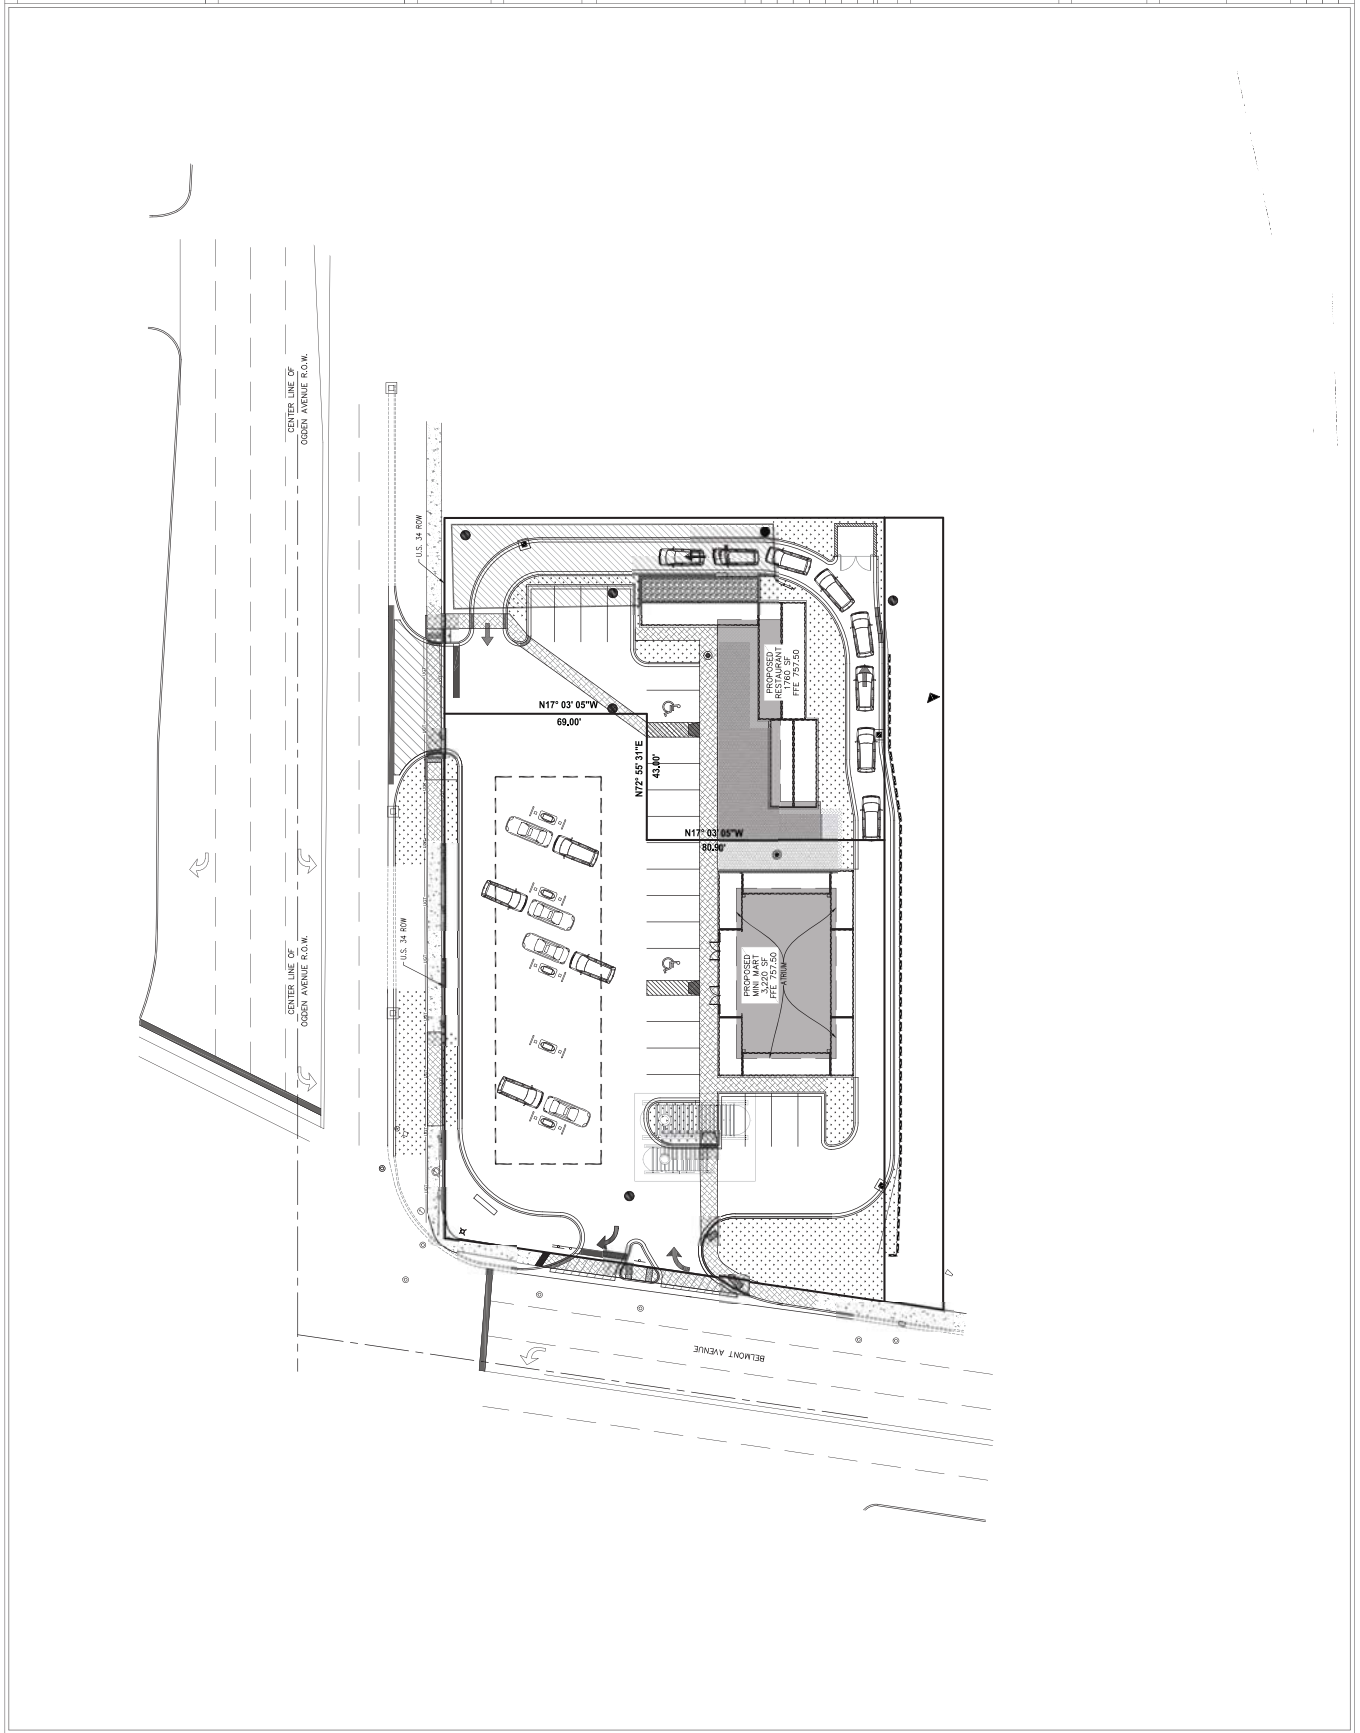 CENTER LINE OF
OGDEN AVENUE R.O.W.
U.S. 34 ROW
N17° 03' 05"W
69.00'
N72° 55' 31"E
43.00'
PROPOSED
RESTAURANT
1760 SF
FFE 757.50
N17° 03' 05"W
80.90'
U.S. 34 ROW
CENTER LINE OF
OGDEN AVENUE R.O.W.
PROPOSED
MINI MART
3,220 SF
FFE 757.50
ATRIUM
BELMONT AVENUE